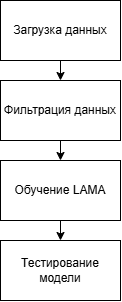 Загрузка данных
Фильтрация данных
Обучение LAMA
Тестирование
модели